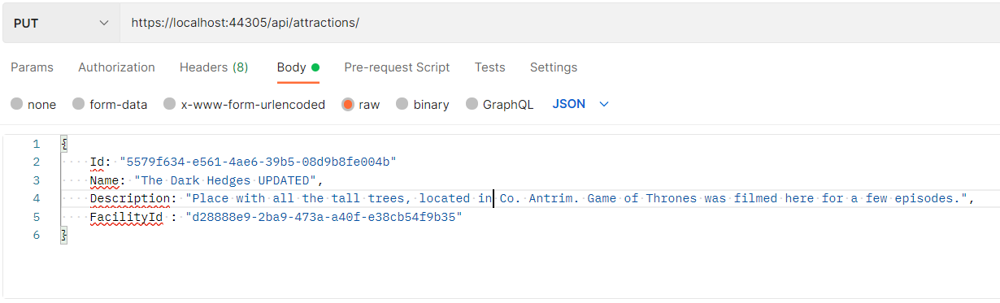 PUT https://localhost:44305/api/attractions/
Params Authorization Headers (8) Body Pre-request Script Tests Settings
none form-data x-www-form-urlencoded raw binary GraphQL JSON
1 {
2 Id: "5579f634-e561-4ae6-39b5-08d9b8fe004b"
3 Name: "The Dark Hedges UPDATED",
4 Description: "Place with all the tall trees, located in Co. Antrim. Game of Thrones was filmed here for a few episodes.",
5 FacilityId : "d28888e9-2ba9-473a-a40f-e38cb54f9b35"
6 }